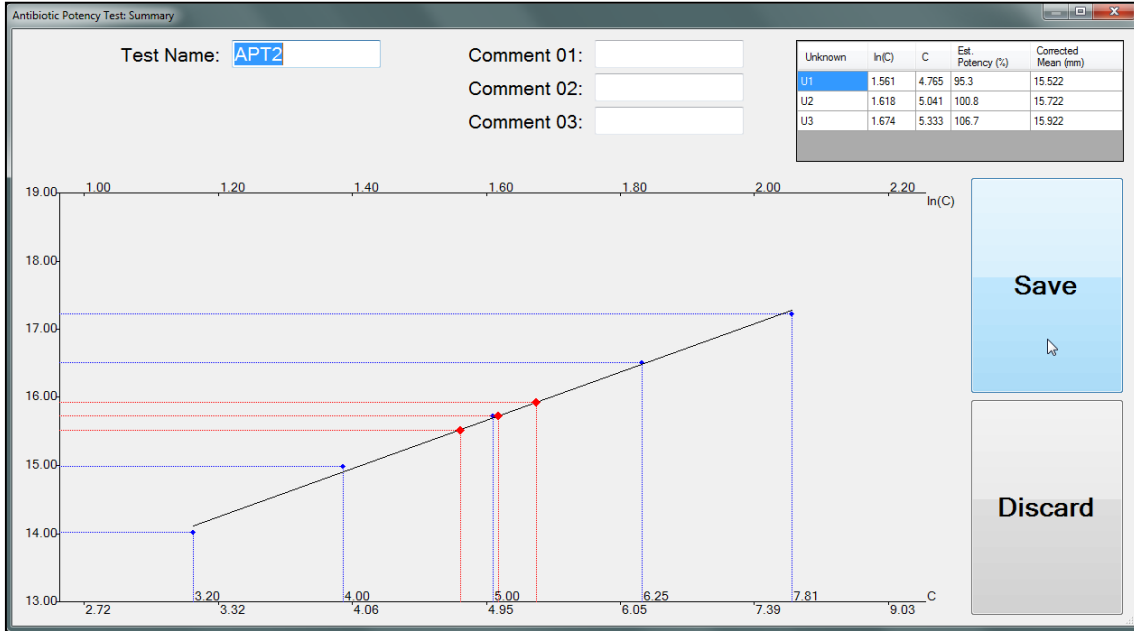 Antibiotic Potency Test: Summary
Test Name: APT2
Comment 01:
Comment 02:
Comment 03:
Unknown ln(C) C Est. Potency (%) Corrected Mean (mm)
U1 1.561 4.765 95.3 15.522
U2 1.618 5.041 100.8 15.722
U3 1.674 5.333 106.7 15.922
1.00 1.20 1.40 1.60 1.80 2.00 2.20
ln(C)
19.00
18.00
17.00
16.00
15.00
14.00
13.00
3.20 4.00 5.00 6.25 7.81 C
2.72 3.32 4.06 4.95 6.05 7.39 9.03
Save
Discard